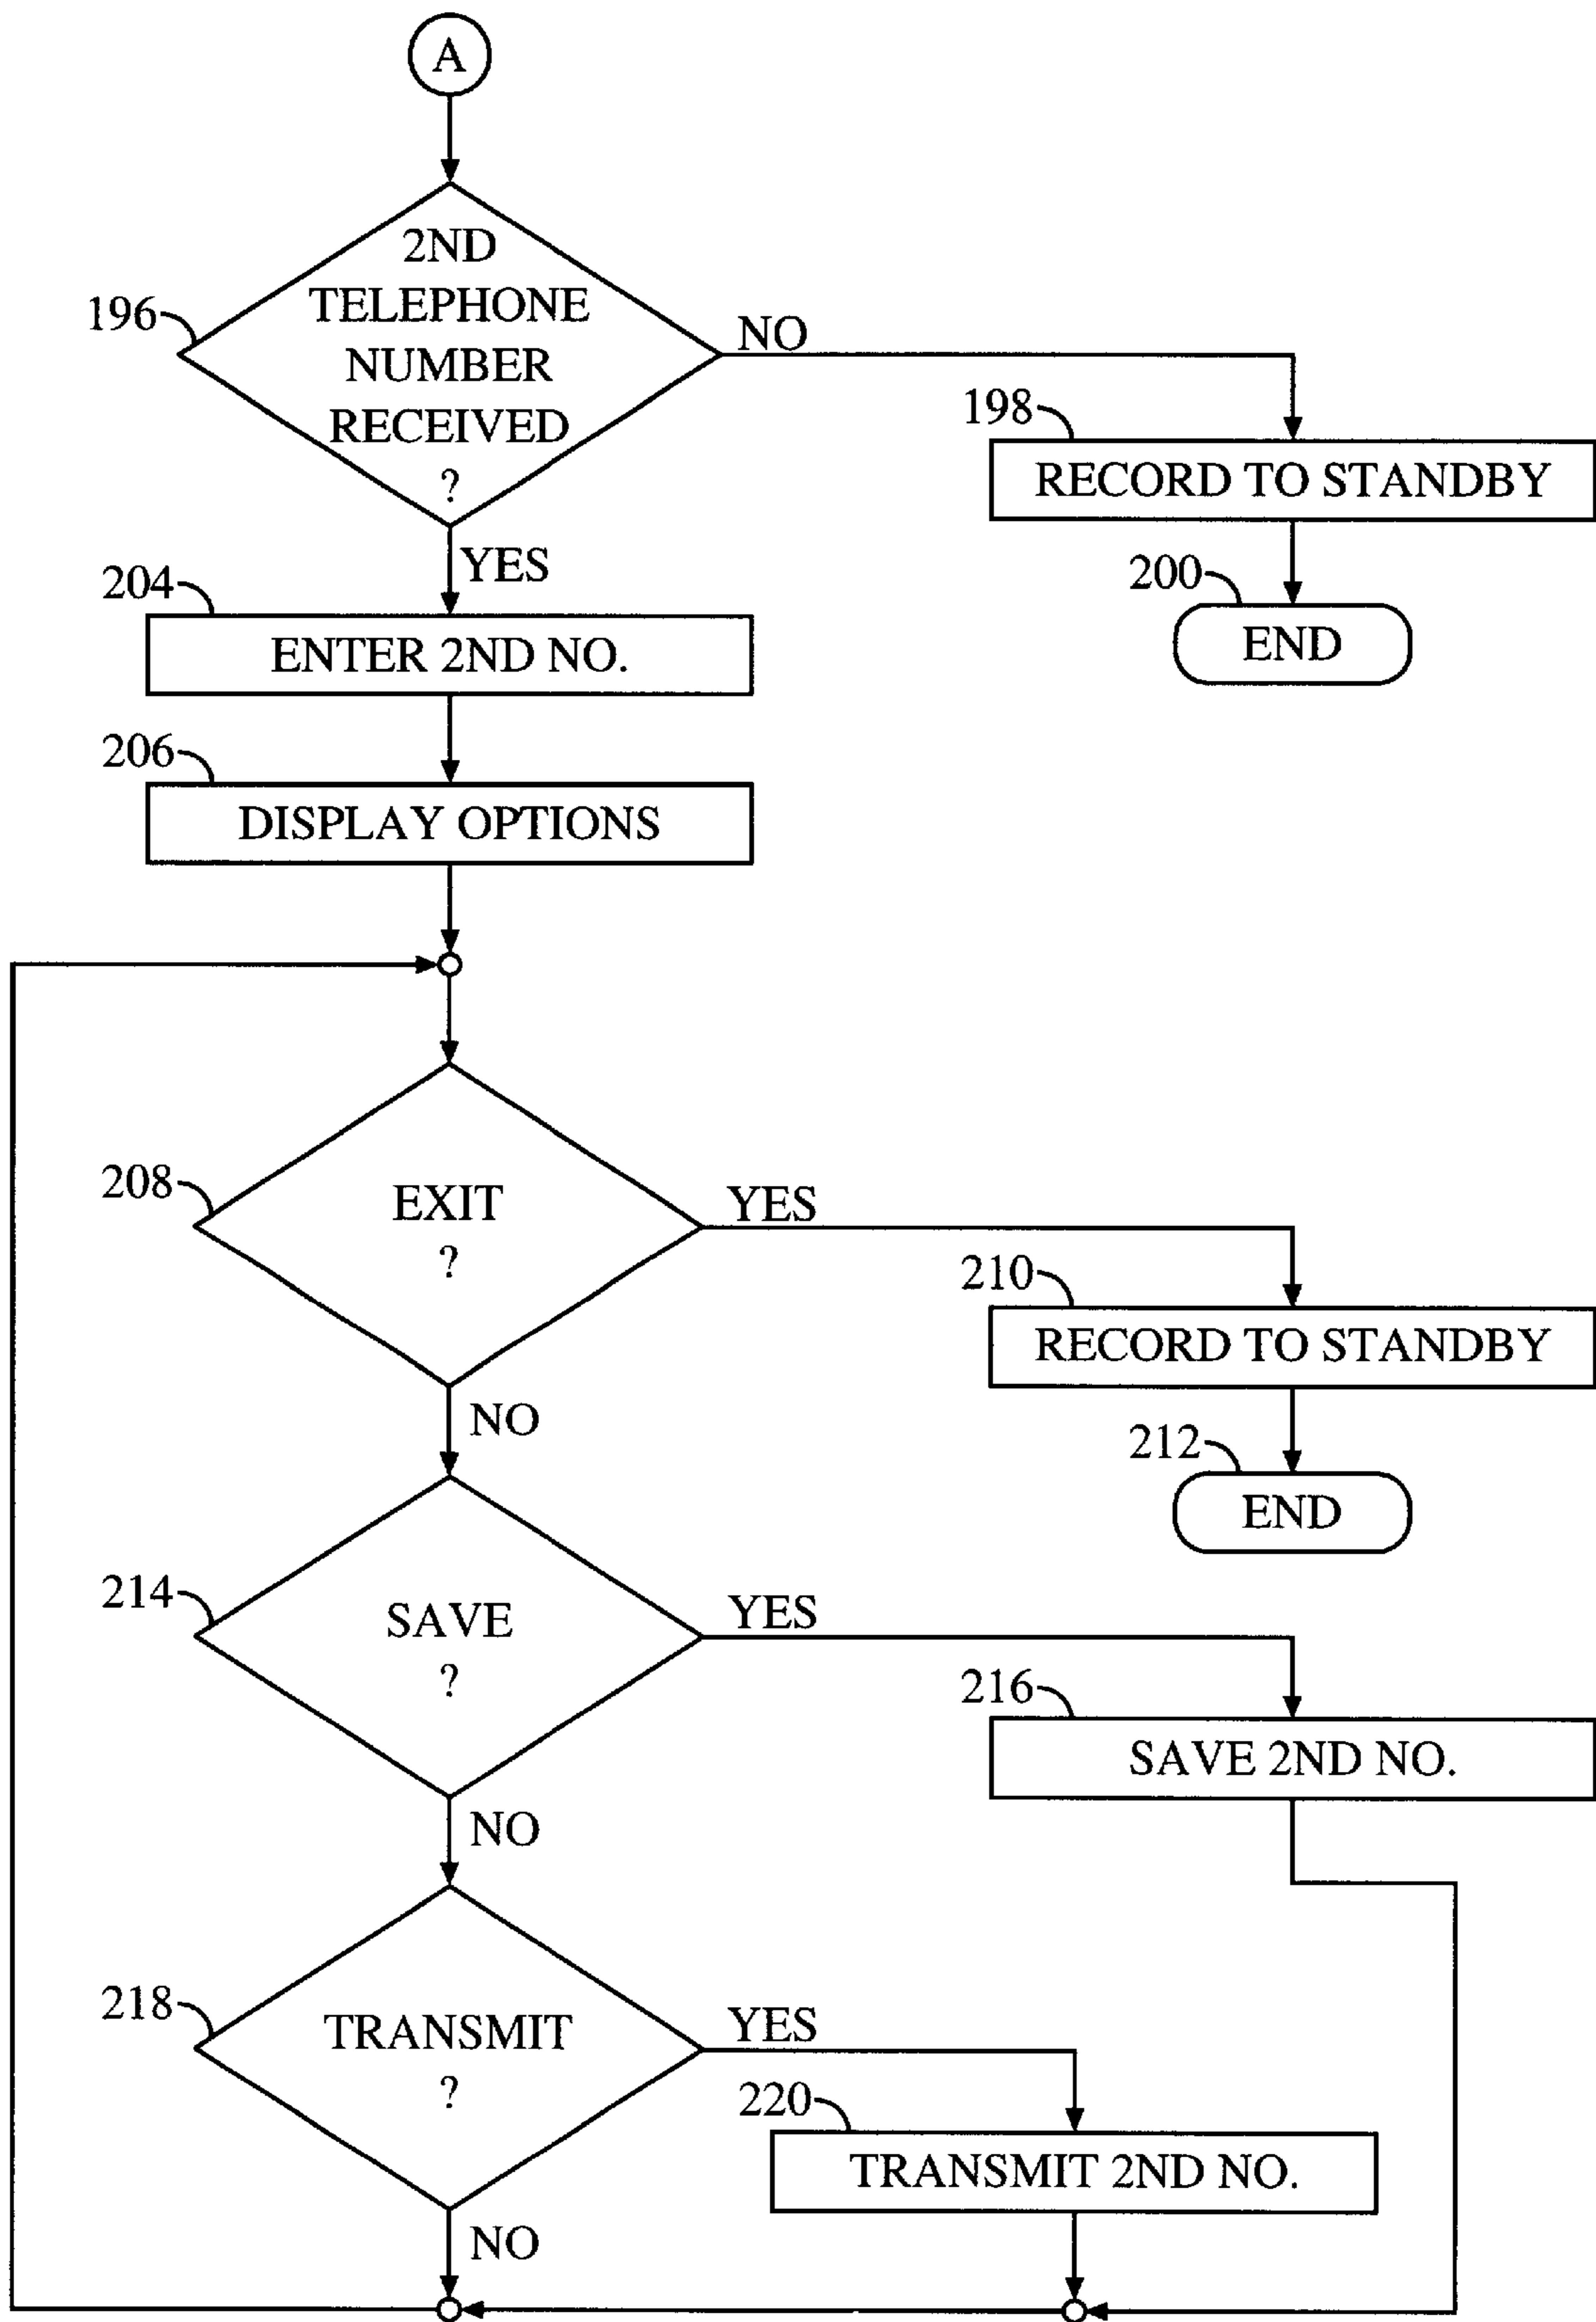 A
2ND
TELEPHONE
NUMBER
RECEIVED
?
196
NO
198
RECORD TO STANDBY
200
END
YES
204
ENTER 2ND NO.
206
DISPLAY OPTIONS
208
EXIT
?
YES
210
RECORD TO STANDBY
212
END
NO
214
SAVE
?
YES
216
SAVE 2ND NO.
NO
218
TRANSMIT
?
YES
220
TRANSMIT 2ND NO.
NO